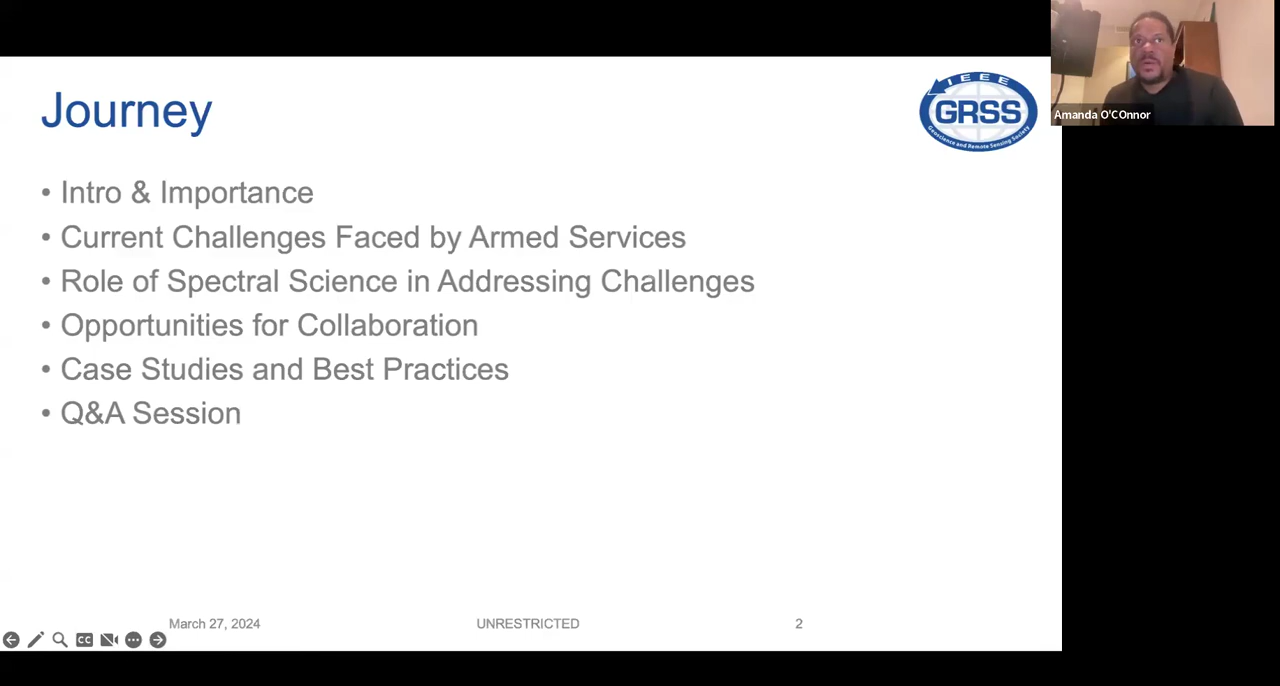 Journey
IEEE
GRSS
Geoscience and Remote Sensing Society
Amanda O'COnnor
• Intro & Importance
• Current Challenges Faced by Armed Services
• Role of Spectral Science in Addressing Challenges
• Opportunities for Collaboration
• Case Studies and Best Practices
• Q&A Session
March 27, 2024
UNRESTRICTED
2
CC